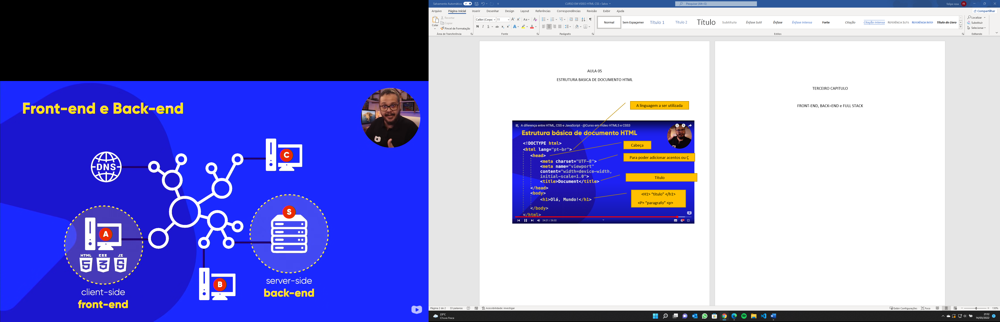 Front-end e Back-end
DNS
C
S
A
HTML
CSS
JS
5
3
B
client-side
front-end
server-side
back-end
Salvamento Automático
CURSO EM VIDEO HTML CSS • Salvo
Pesquisar (Alt+G)
felipe rosa
FR
Arquivo
Página Inicial
Inserir
Desenhar
Design
Layout
Referências
Correspondências
Revisão
Exibir
Ajuda
Compartilhar
Colar
Recortar
Copiar
Pincel de Formatação
Área de Transferência
Calibri (Corpo
11
N I S ab x₂ x²
Fonte
Parágrafo
Normal
Sem Espaçamen
Título 1
Título 2
Título
Subtítulo
Ênfase Sutil
Ênfase
Ênfase Intensa
Forte
Citação
Citação Intensa
REFERÊNCIA SUTIL
REFERÊNCIA INTEN
Título do Livro
Estilos
Localizar
Substituir
Selecionar
Editando
AULA 05
ESTRUTURA BASICA DE DOCUMENTO HTML
A linguagem a ser utilizada
A diferença entre HTML, CSS e JavaScript - @Curso em Vídeo HTML5 e CSS3
Estrutura básica de documento HTML
<!DOCTYPE html>
<html lang="pt-br">
<head>
<meta charset="UTF-8">
<meta name="viewport"
content="width=device-width,
initial-scale=1.0">
<title>Document</title>
</head>
<body>
<h1>Olá, Mundo!</h1>
</body>
</html>
24:21 / 26:32
Cabeça
Para poder adicionar acentos ou Ç
Titulo
<H1> “titulo” </h1>
<P> “paragrafo” <p>
TERCEIRO CAPITULO
FRONT-END, BACK=END e FULL STACK
Página 2 de 2
33 palavras
Acessibilidade: investigar
Exibir Configurações
Foco
130%
23°C
Chuva fraca
21:12
14/03/2022
1